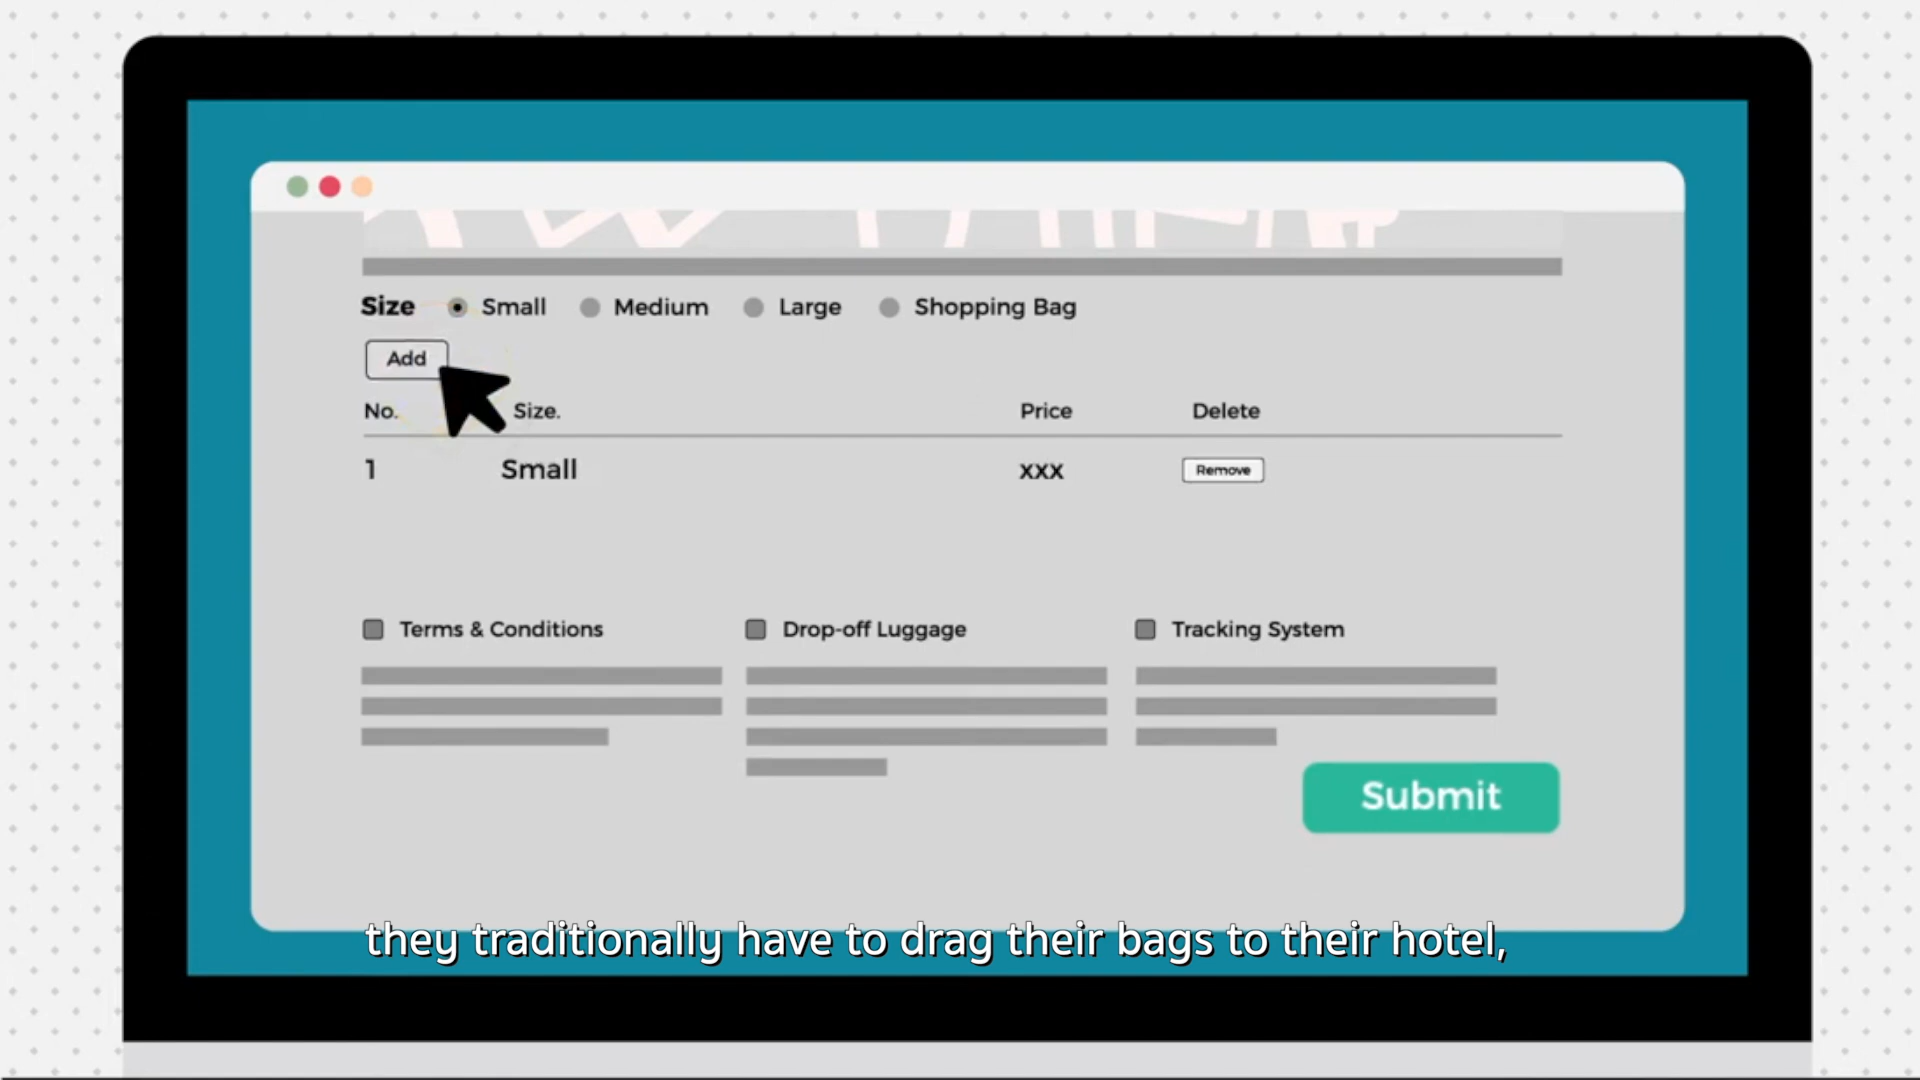 Size Small Medium Large Shopping Bag
Add
No. Size. Price Delete
1 Small xxx Remove
Terms & Conditions Drop-off Luggage Tracking System
Submit
they traditionally have to drag their bags to their hotel,